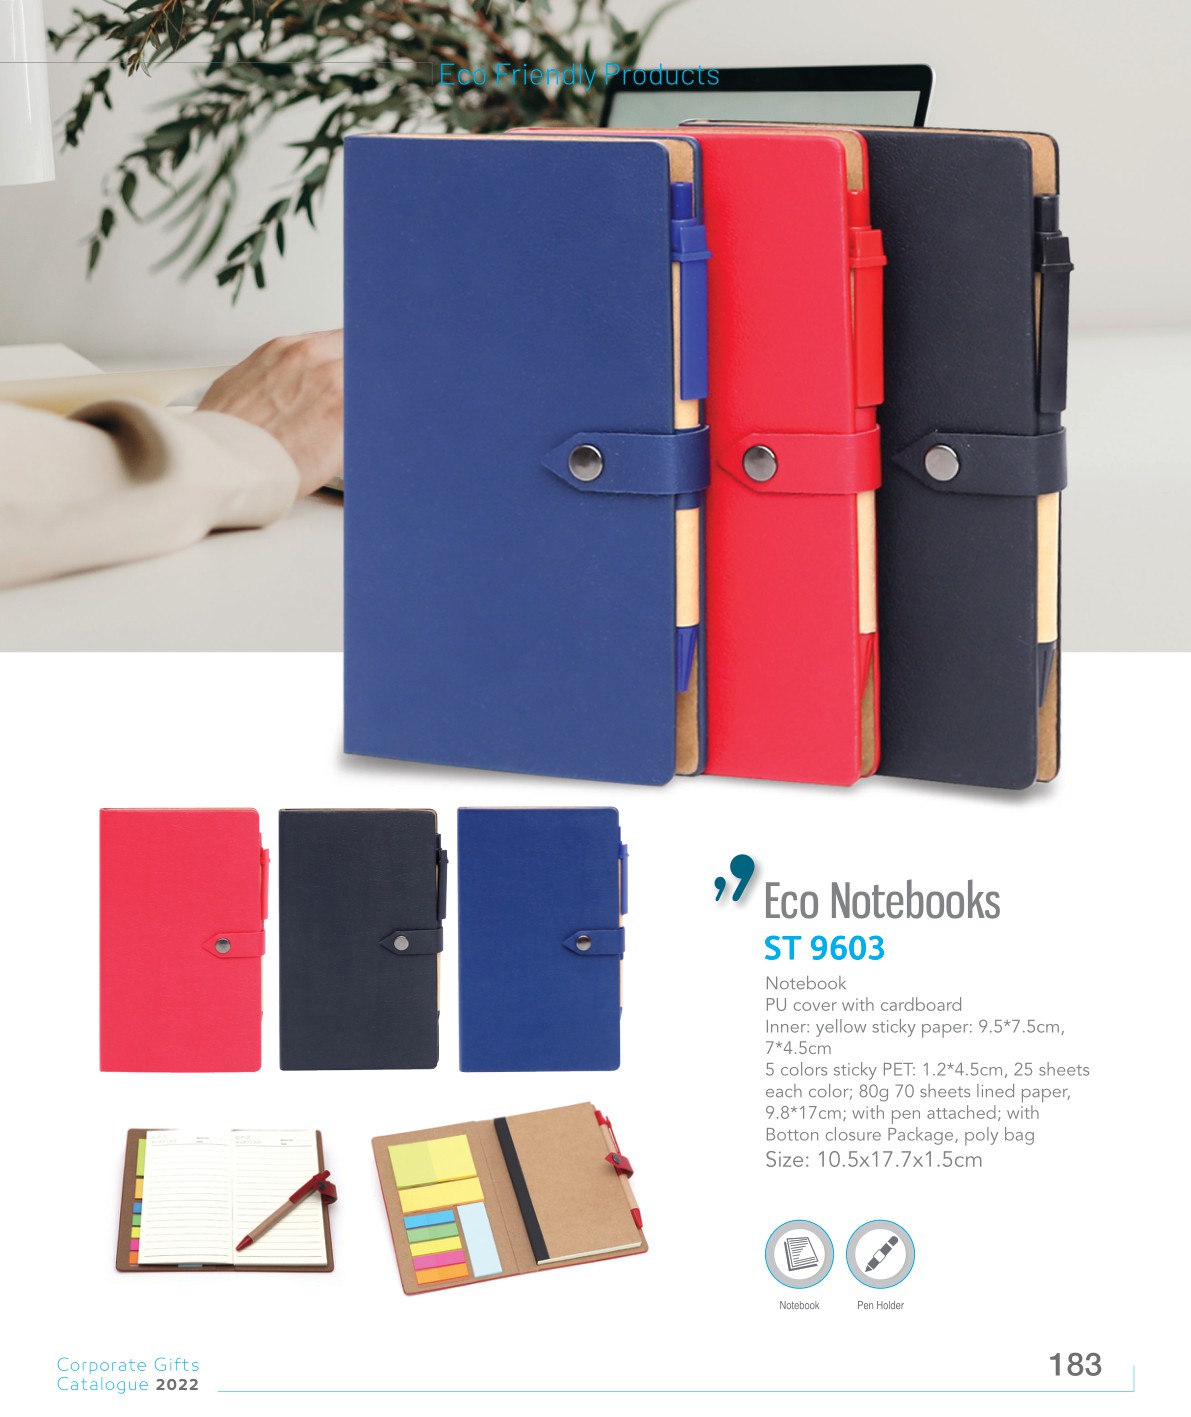 Eco Friendly Products
Eco Notebooks
ST 9603
Notebook
PU cover with cardboard
Inner: yellow sticky paper: 9.5*7.5cm,
7*4.5cm
5 colors sticky PET: 1.2*4.5cm, 25 sheets
each color; 80g 70 sheets lined paper,
9.8*17cm; with pen attached; with
Botton closure Package, poly bag
Size: 10.5x17.7x1.5cm
Notebook
Pen Holder
Corporate Gifts
Catalogue 2022
183